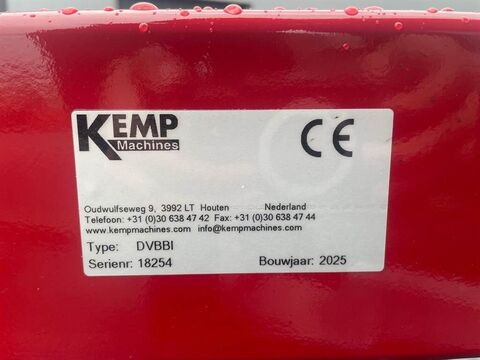 KEMP
Machines
CE
Oudwulfseweg 9, 3992 LT Houten Nederland
Telefoon: +31 (0)30 638 47 42 Fax: +31 (0)30 638 47 44
www.kempmachines.com info@kempmachines.com
Type: DVBBI
Serienr: 18254 Bouwjaar: 2025